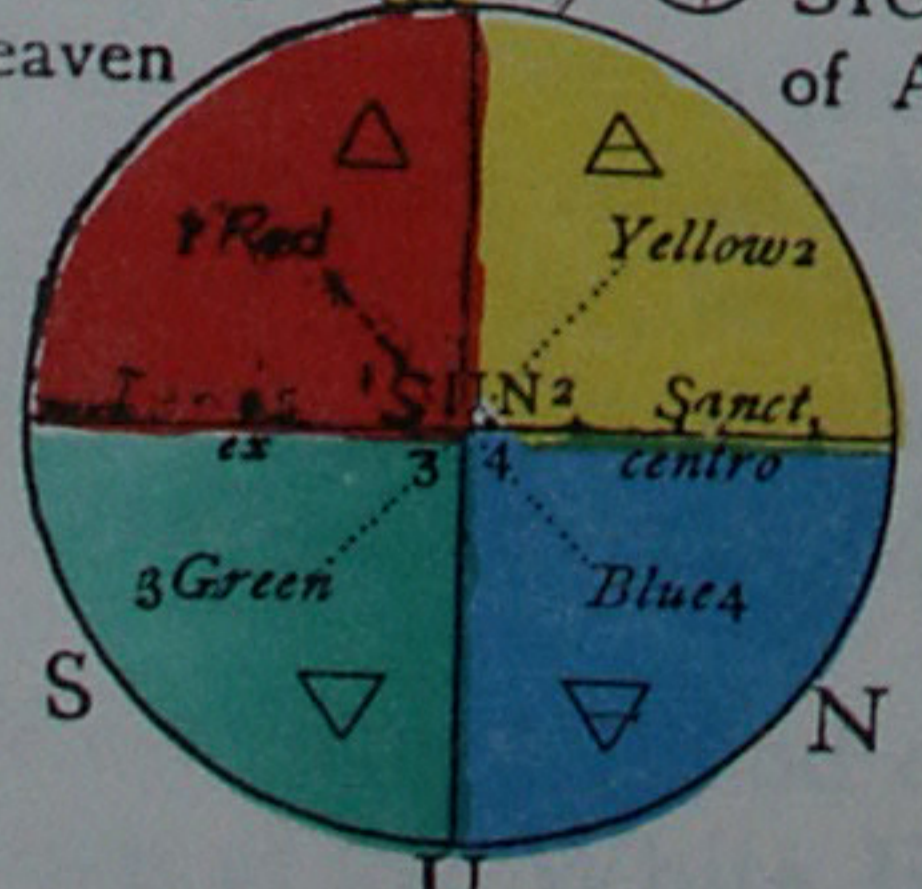 eaven
of A
1 Red
Yellow 2
1 SUN 2
Sanct.
ex
centro
3 4
3 Green
Blue 4
S
N
U